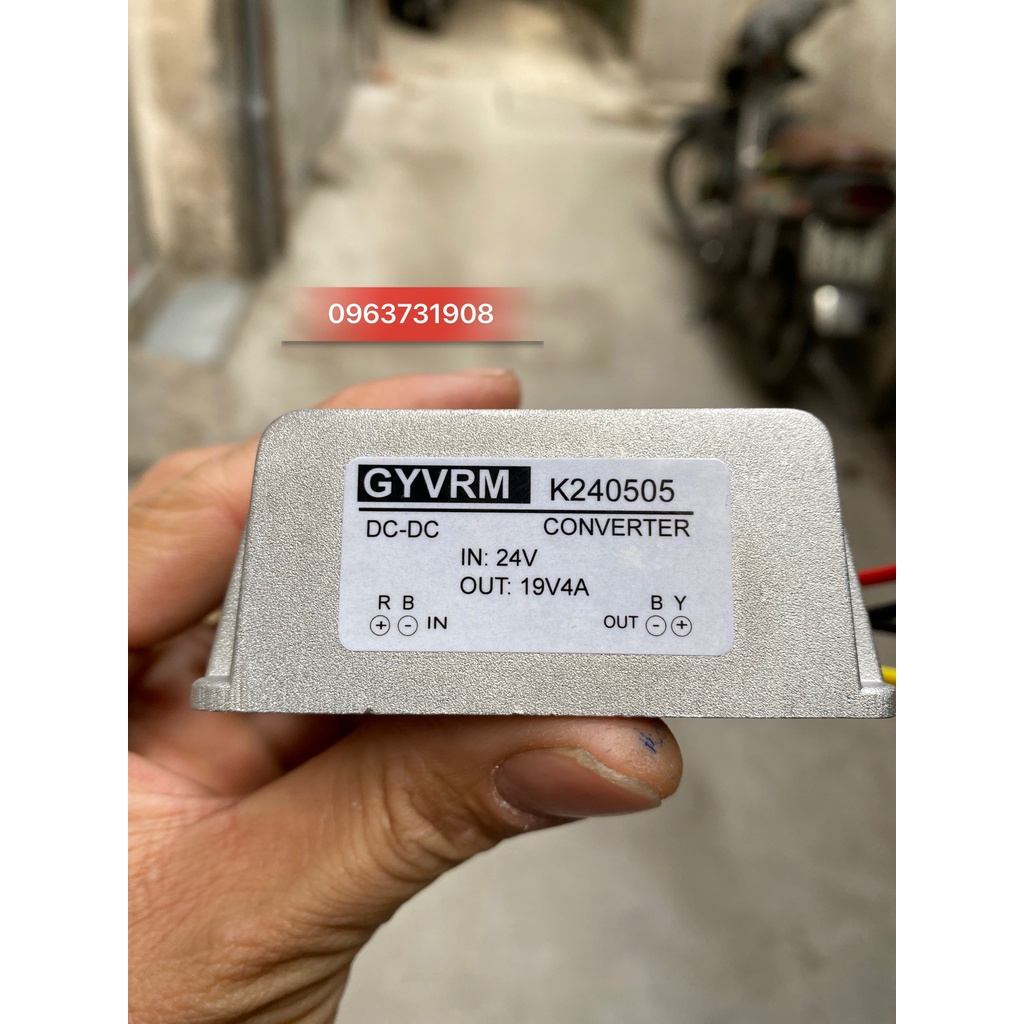 0963731908
GYVRM K240505
DC-DC CONVERTER
IN: 24V
OUT: 19V4A
R B B Y
+ - IN OUT - +